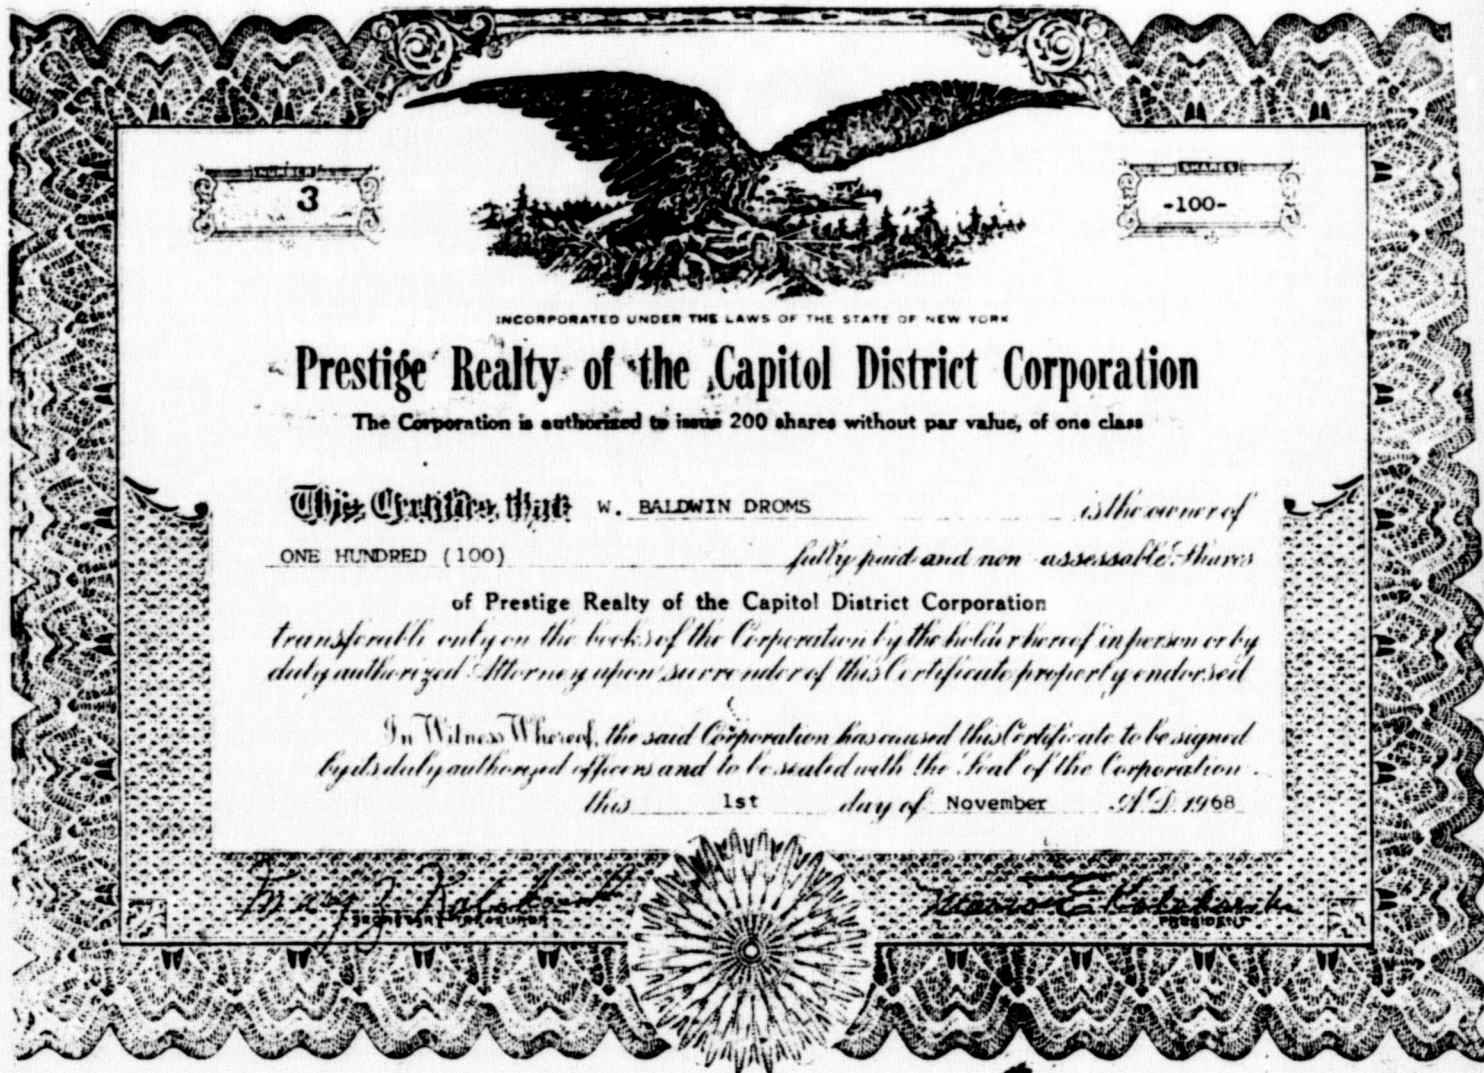 NUMBER
3
SHARES
-100-
INCORPORATED UNDER THE LAWS OF THE STATE OF NEW YORK
Prestige Realty of the Capitol District Corporation
The Corporation is authorized to issue 200 shares without par value, of one class
This Certifies that W. BALDWIN DROMS is the owner of
ONE HUNDRED (100) fully paid and non-assessable Shares
of Prestige Realty of the Capitol District Corporation
transferable only on the books of the Corporation by the holder hereof in person or by
duly authorized Attorney upon surrender of this Certificate properly endorsed
In Witness Whereof, the said Corporation has caused this Certificate to be signed
by its duly authorized officers and to be sealed with the Seal of the Corporation
this 1st day of November A.D. 1968
SECRETARY-TREASURER
PRESIDENT